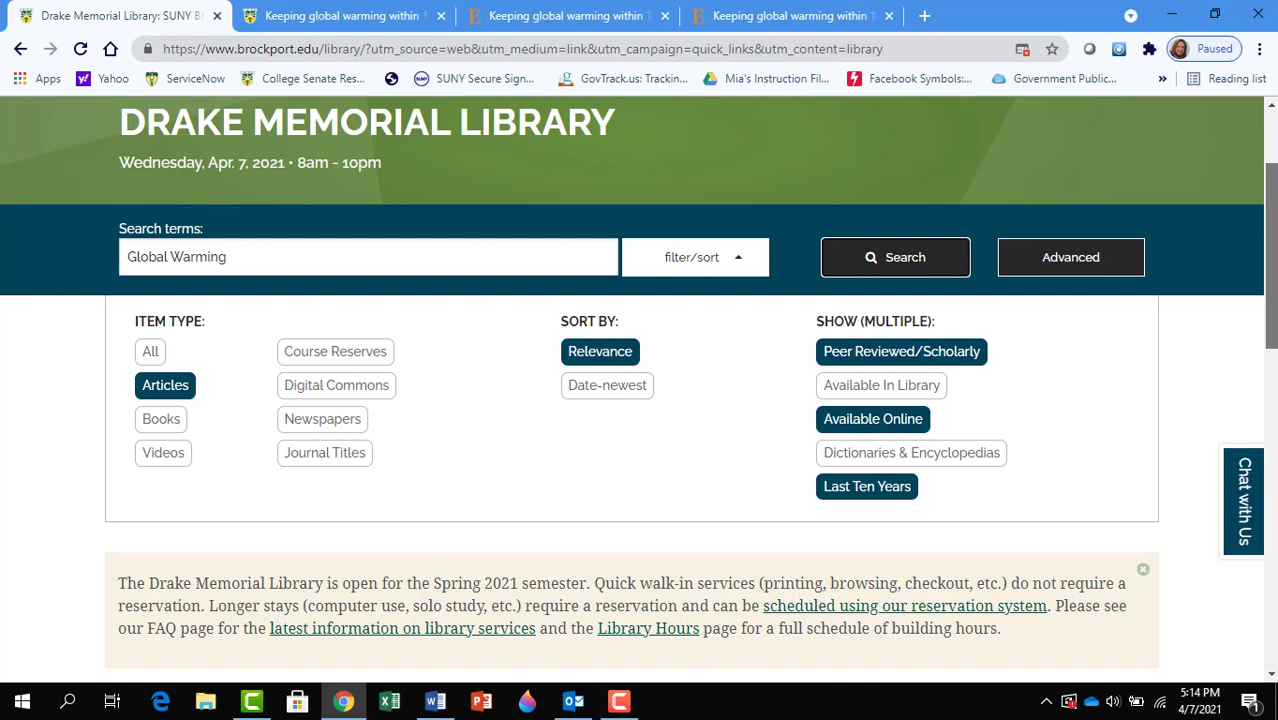 Drake Memorial Library: SUNY Br
Keeping global warming within 1
Keeping global warming within 1
Keeping global warming within 1
https://www.brockport.edu/library/?utm_source=web&utm_medium=link&utm_campaign=quick_links&utm_content=library
Paused
Apps
Yahoo
ServiceNow
College Senate Res...
SUNY Secure Sign...
GovTrack.us: Trackin...
Mia's Instruction Fil...
Facebook Symbols:...
Government Public...
»
Reading list
DRAKE MEMORIAL LIBRARY
Wednesday, Apr. 7, 2021 • 8am - 10pm
Search terms:
Global Warming
filter/sort
Search
Advanced
ITEM TYPE:
SORT BY:
SHOW (MULTIPLE):
All
Course Reserves
Relevance
Peer Reviewed/Scholarly
Articles
Digital Commons
Date-newest
Available In Library
Books
Newspapers
Available Online
Videos
Journal Titles
Dictionaries & Encyclopedias
Last Ten Years
Chat with Us
The Drake Memorial Library is open for the Spring 2021 semester. Quick walk-in services (printing, browsing, checkout, etc.) do not require a
reservation. Longer stays (computer use, solo study, etc.) require a reservation and can be scheduled using our reservation system. Please see
our FAQ page for the latest information on library services and the Library Hours page for a full schedule of building hours.
5:14 PM
4/7/2021